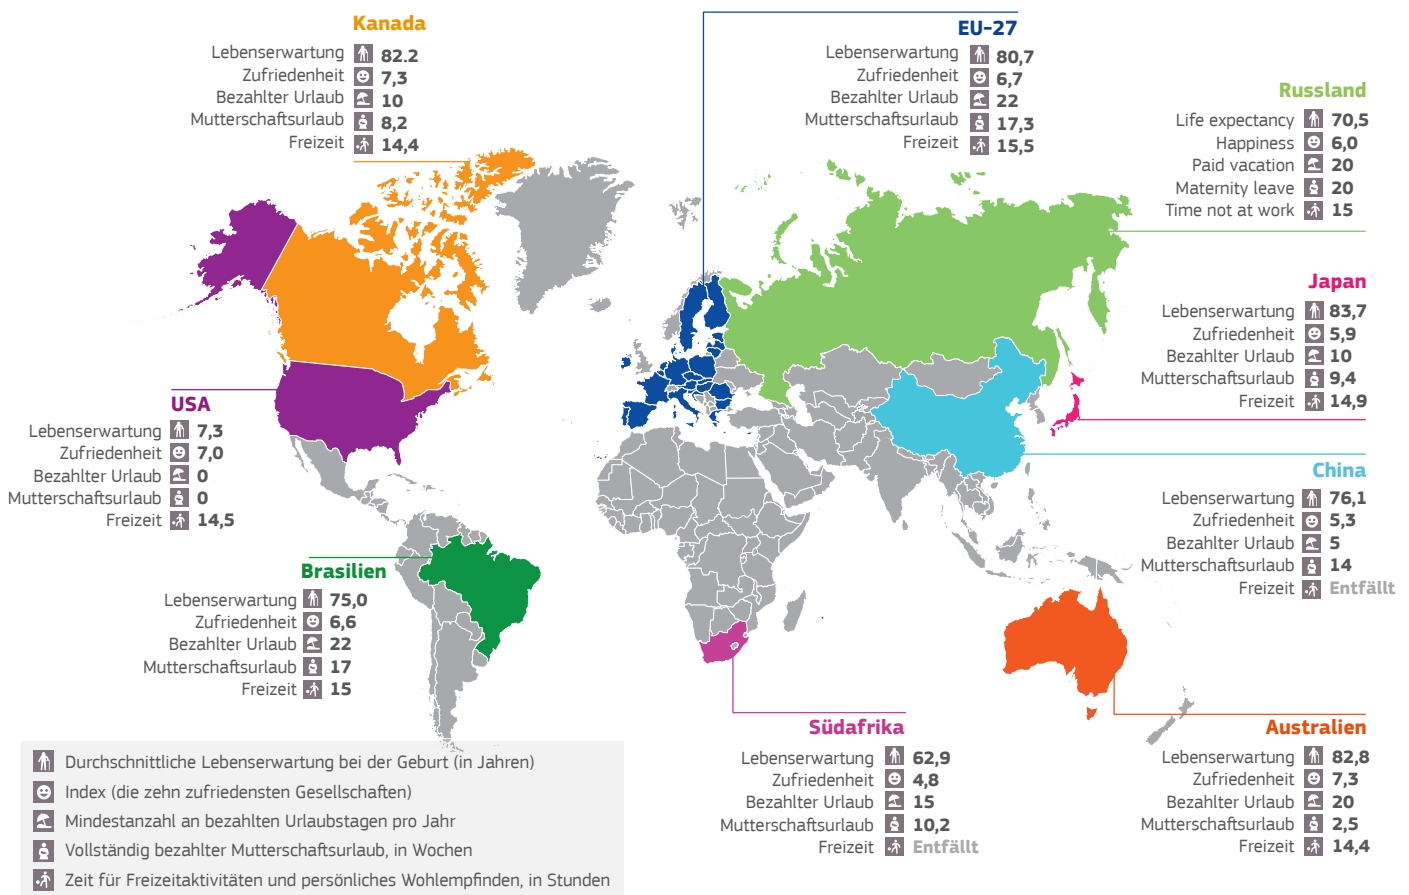 Kanada
Lebenserwartung 82.2
Zufriedenheit 7,3
Bezahlter Urlaub 10
Mutterschaftsurlaub 8,2
Freizeit 14,4
EU-27
Lebenserwartung 80,7
Zufriedenheit 6,7
Bezahlter Urlaub 22
Mutterschaftsurlaub 17,3
Freizeit 15,5
Russland
Life expectancy 70,5
Happiness 6,0
Paid vacation 20
Maternity leave 20
Time not at work 15
Japan
Lebenserwartung 83,7
Zufriedenheit 5,9
Bezahlter Urlaub 10
Mutterschaftsurlaub 9,4
Freizeit 14,9
USA
Lebenserwartung 7,3
Zufriedenheit 7,0
Bezahlter Urlaub 0
Mutterschaftsurlaub 0
Freizeit 14,5
China
Lebenserwartung 76,1
Zufriedenheit 5,3
Bezahlter Urlaub 5
Mutterschaftsurlaub 14
Freizeit Entfällt
Brasilien
Lebenserwartung 75,0
Zufriedenheit 6,6
Bezahlter Urlaub 22
Mutterschaftsurlaub 17
Freizeit 15
Südafrika
Lebenserwartung 62,9
Zufriedenheit 4,8
Bezahlter Urlaub 15
Mutterschaftsurlaub 10,2
Freizeit Entfällt
Australien
Lebenserwartung 82,8
Zufriedenheit 7,3
Bezahlter Urlaub 20
Mutterschaftsurlaub 2,5
Freizeit 14,4
Durchschnittliche Lebenserwartung bei der Geburt (in Jahren)
Index (die zehn zufriedensten Gesellschaften)
Mindestanzahl an bezahlten Urlaubstagen pro Jahr
Vollständig bezahlter Mutterschaftsurlaub, in Wochen
Zeit für Freizeitaktivitäten und persönliches Wohlempfinden, in Stunden